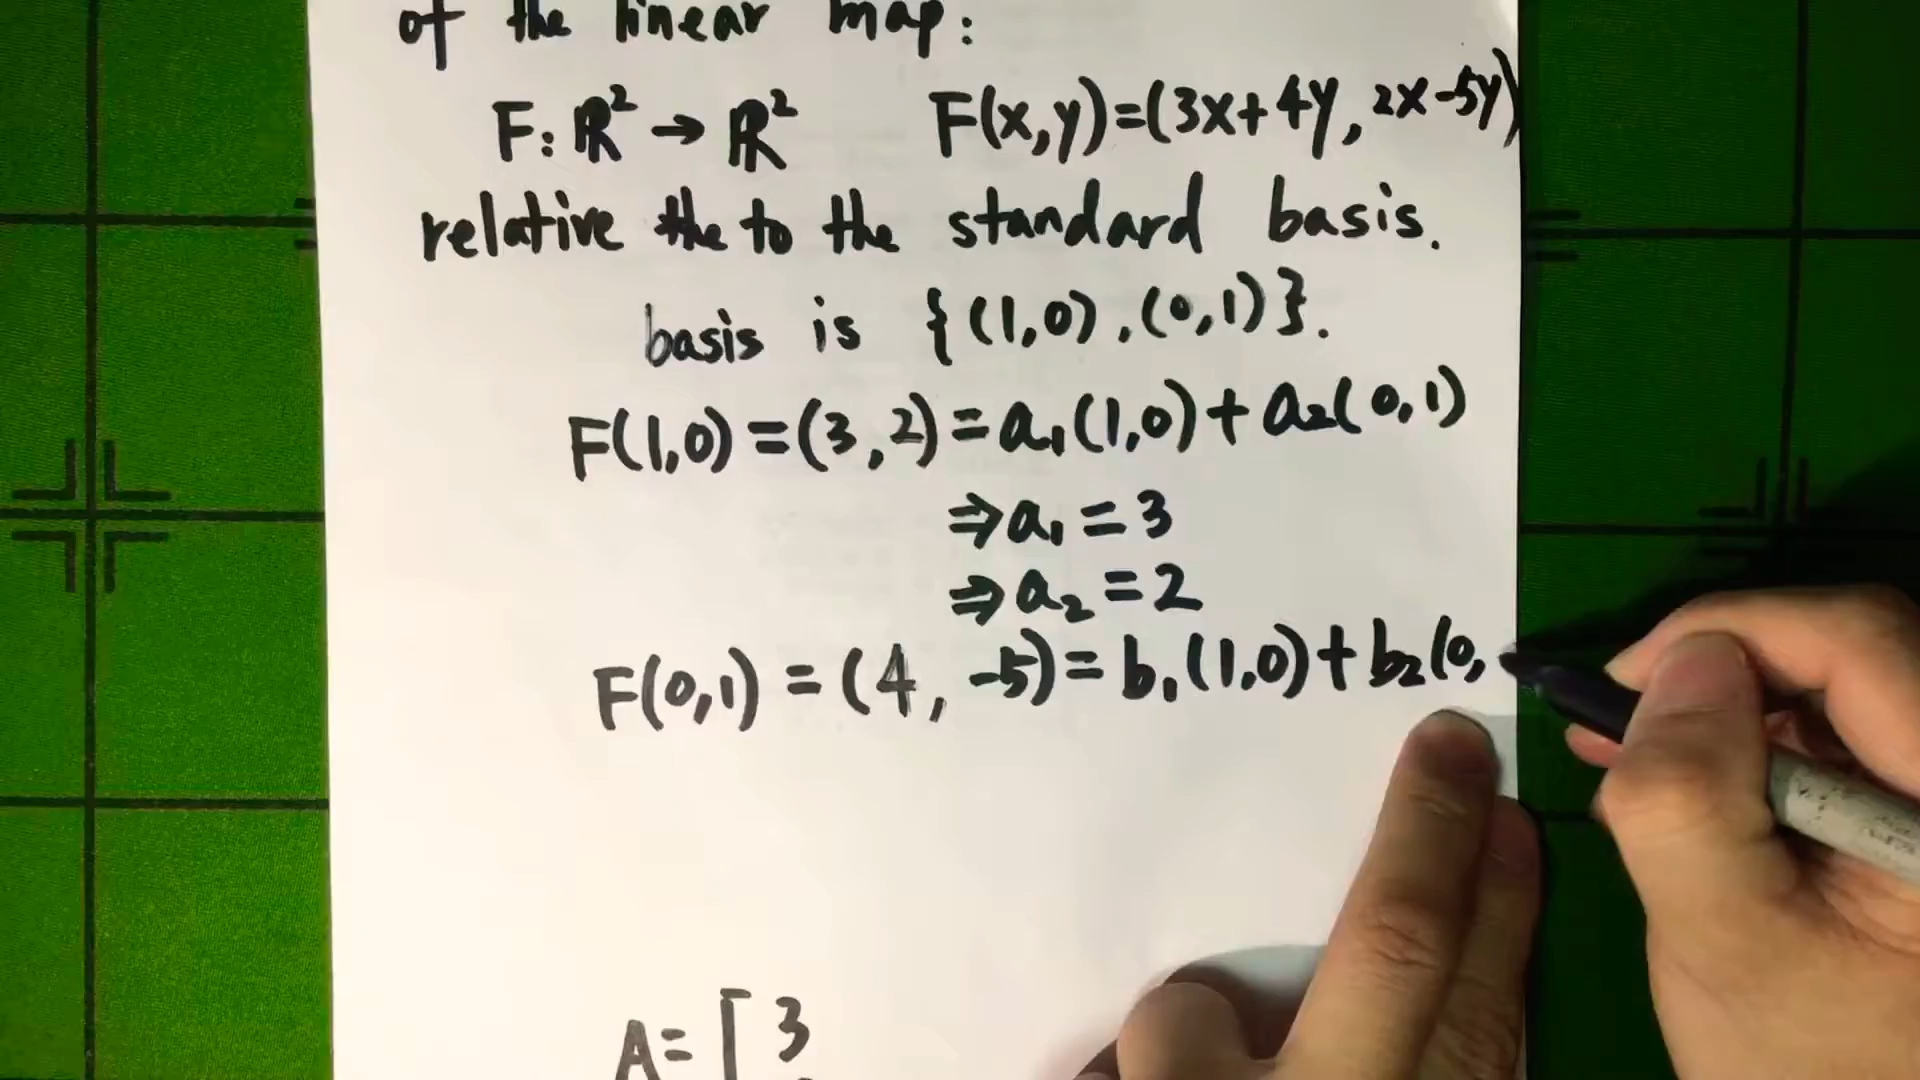 of the linear map:
F: ℝ² → ℝ² F(x,y)=(3x+4y, 2x-5y)
relative the to the standard basis.
basis is {(1,0),(0,1)}.
F(1,0)=(3,2)=a₁(1,0)+a₂(0,1)
⇒a₁=3
⇒a₂=2
F(0,1)=(4, -5)=b₁(1,0)+b₂(0,
A=[3